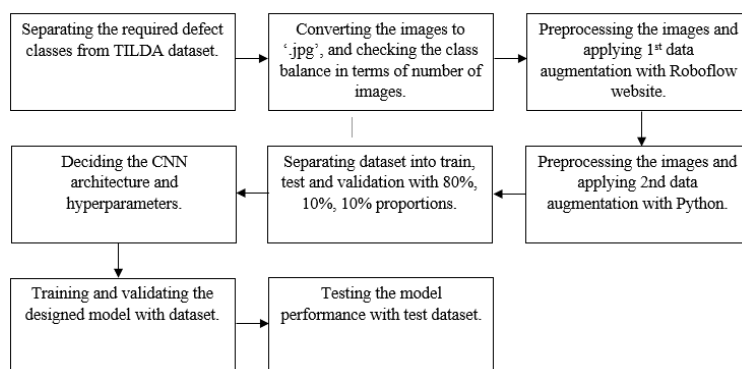 Separating the required defect
classes from TILDA dataset.
Converting the images to
‘.jpg’, and checking the class
balance in terms of number of
images.
Preprocessing the images and
applying 1st data
augmentation with Roboflow
website.
Deciding the CNN
architecture and
hyperparameters.
Separating dataset into train,
test and validation with 80%,
10%, 10% proportions.
Preprocessing the images and
applying 2nd data
augmentation with Python.
Training and validating the
designed model with dataset.
Testing the model
performance with test dataset.